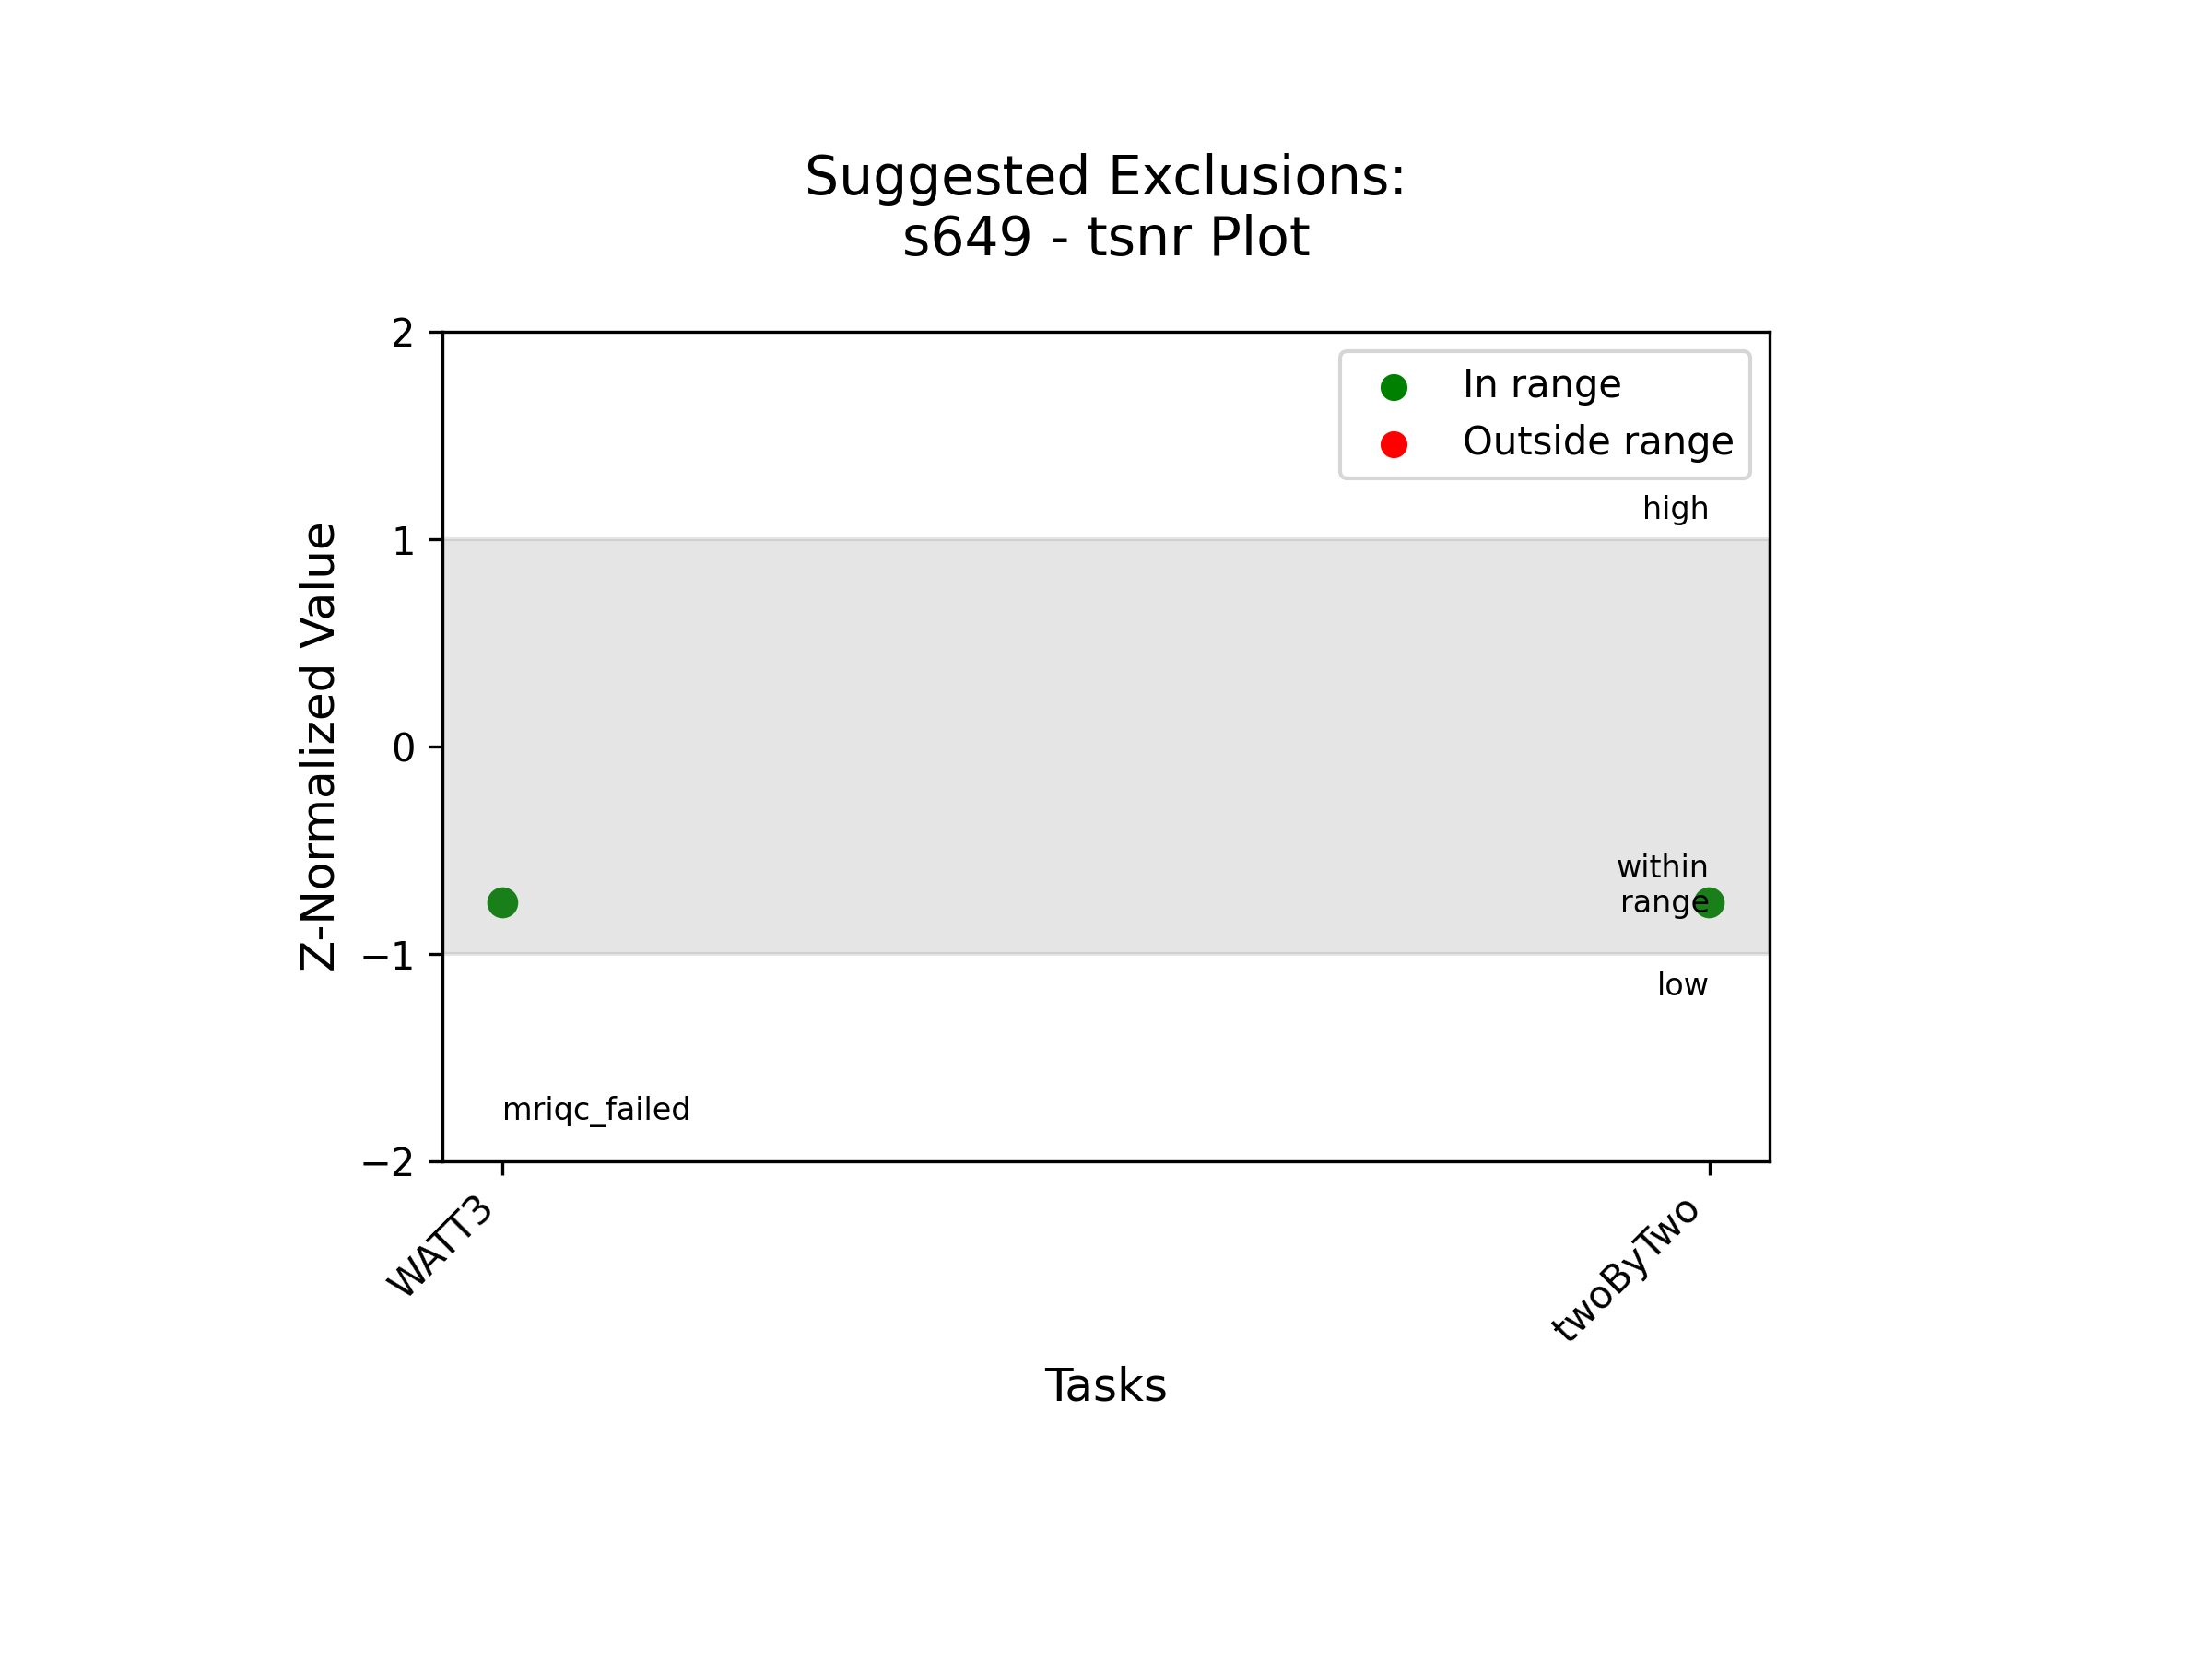 Suggested Exclusions:
s649 - tsnr Plot
2
1
0
−1
−2
Z-Normalized Value
In range
Outside range
high
within
range
low
mriqc_failed
WATT3
twoByTwo
Tasks